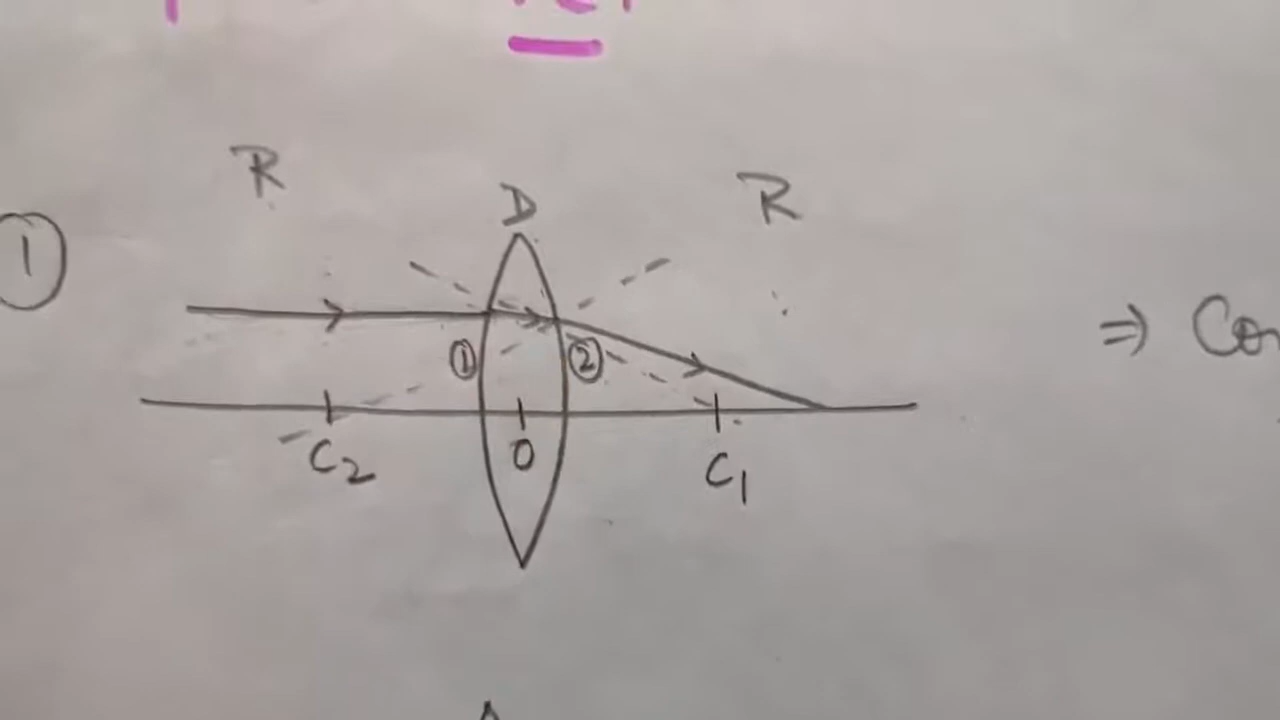 R D R
1
① ②
⇒ Co
C₂ O C₁